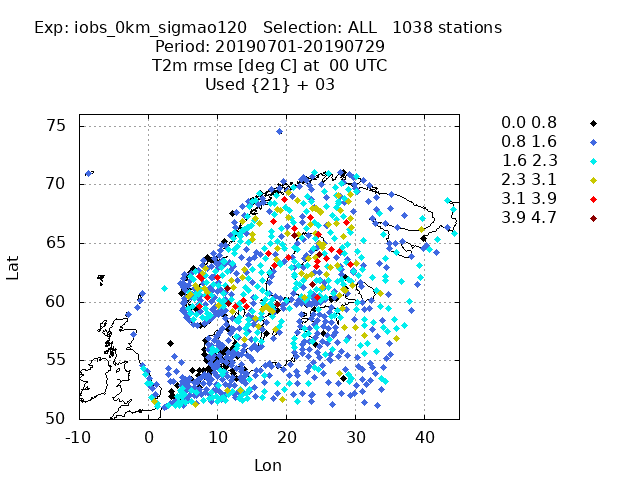 Exp: iobs_0km_sigmao120   Selection: ALL   1038 stations
Period: 20190701-20190729
T2m rmse [deg C] at  00 UTC
Used {21} + 03
75
70
65
60
55
50
-10 0 10 20 30 40
Lat
Lon
0.0 0.8
0.8 1.6
1.6 2.3
2.3 3.1
3.1 3.9
3.9 4.7